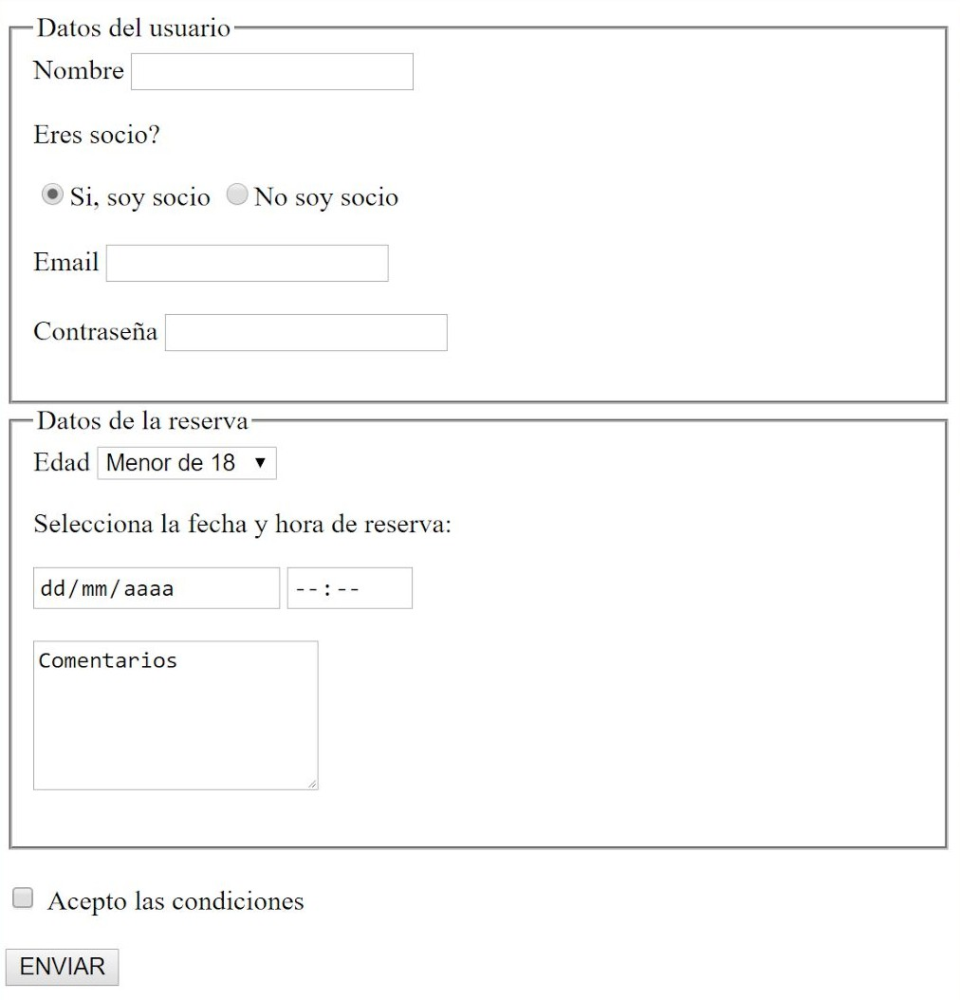 Datos del usuario
Nombre
Eres socio?
Si, soy socio No soy socio
Email
Contraseña
Datos de la reserva
Edad Menor de 18
Selecciona la fecha y hora de reserva:
dd/mm/aaaa --:--
Comentarios
Acepto las condiciones
ENVIAR